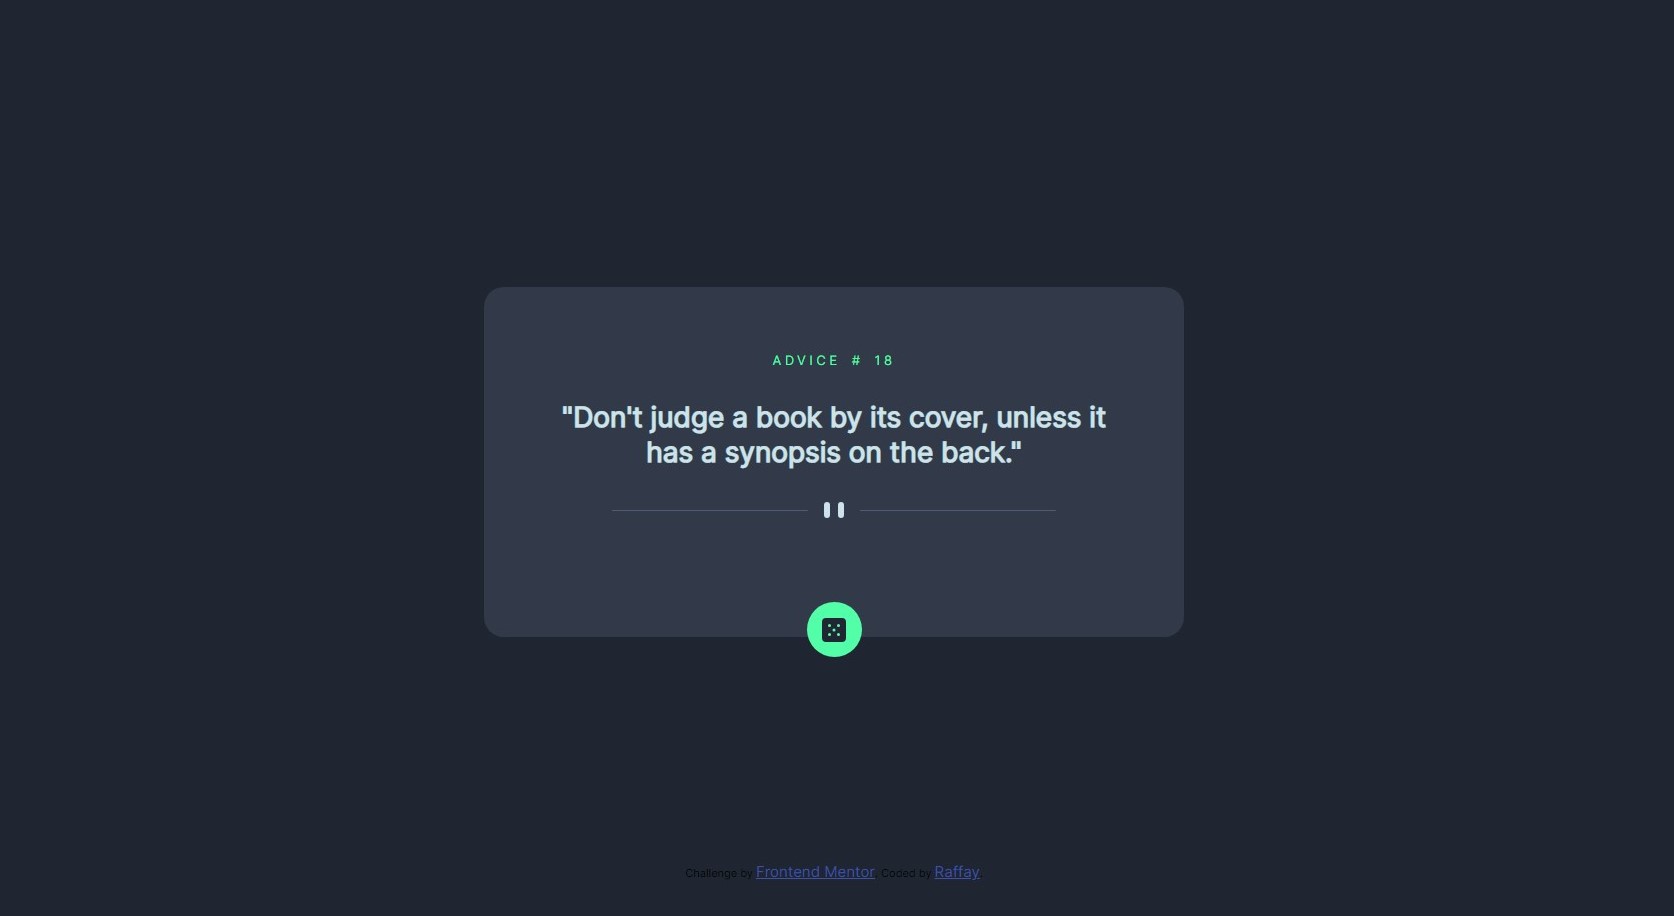 ADVICE # 18
"Don't judge a book by its cover, unless it
has a synopsis on the back."
Challenge by Frontend Mentor. Coded by Raffay.